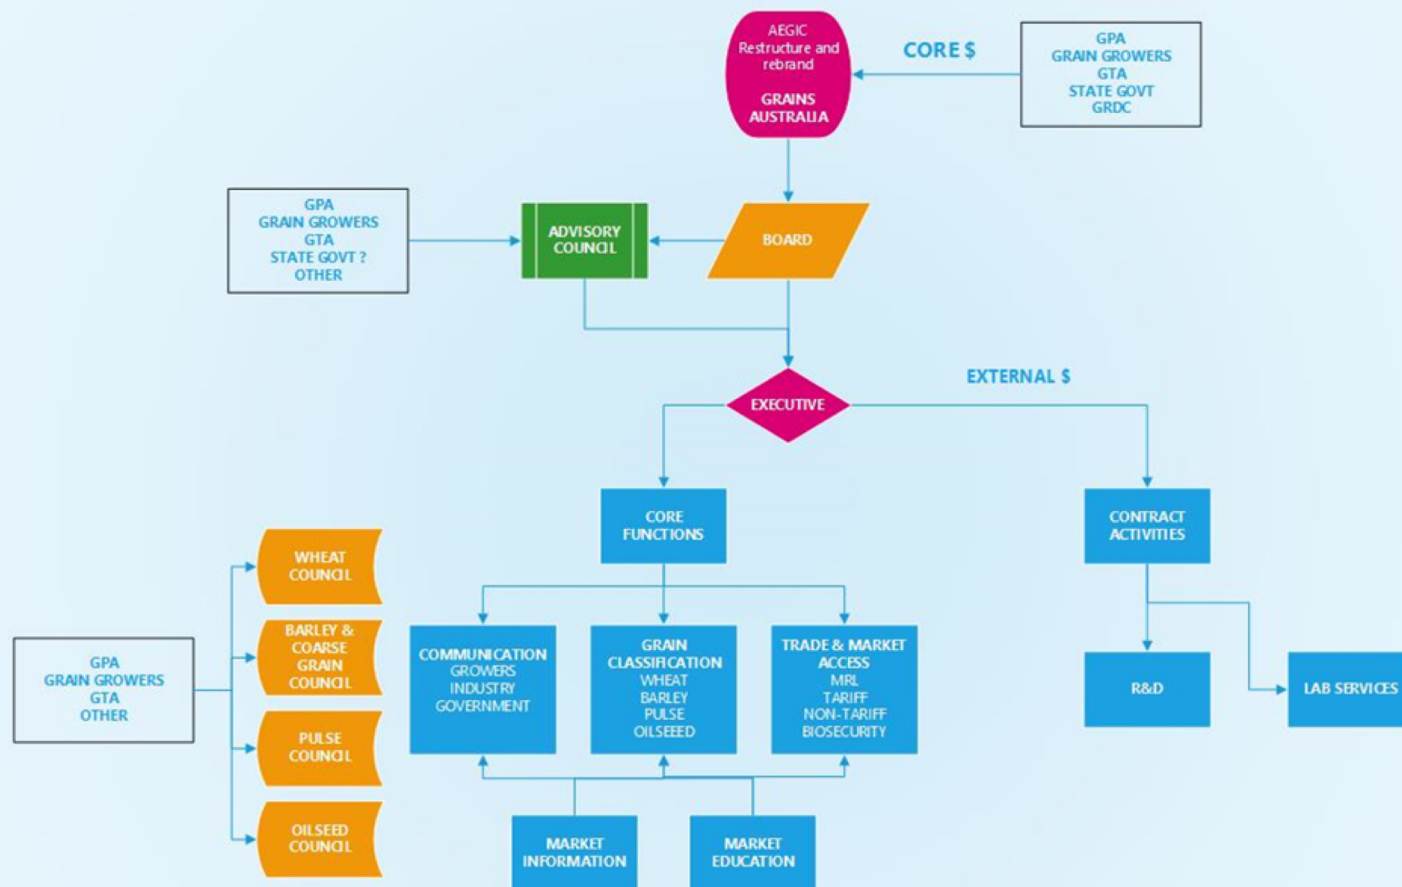 AEGIC
Restructure and
rebrand
GRAINS
AUSTRALIA
CORE $
GPA
GRAIN GROWERS
GTA
STATE GOVT
GRDC
GPA
GRAIN GROWERS
GTA
STATE GOVT ?
OTHER
ADVISORY
COUNCIL
BOARD
EXECUTIVE
EXTERNAL $
CORE
FUNCTIONS
CONTRACT
ACTIVITIES
GPA
GRAIN GROWERS
GTA
OTHER
WHEAT
COUNCIL
BARLEY &
COARSE
GRAIN
COUNCIL
PULSE
COUNCIL
OILSEED
COUNCIL
COMMUNICATION
GROWERS
INDUSTRY
GOVERNMENT
GRAIN
CLASSIFICATION
WHEAT
BARLEY
PULSE
OILSEEED
TRADE & MARKET
ACCESS
MRL
TARIFF
NON-TARIFF
BIOSECURITY
R&D
LAB SERVICES
MARKET
INFORMATION
MARKET
EDUCATION